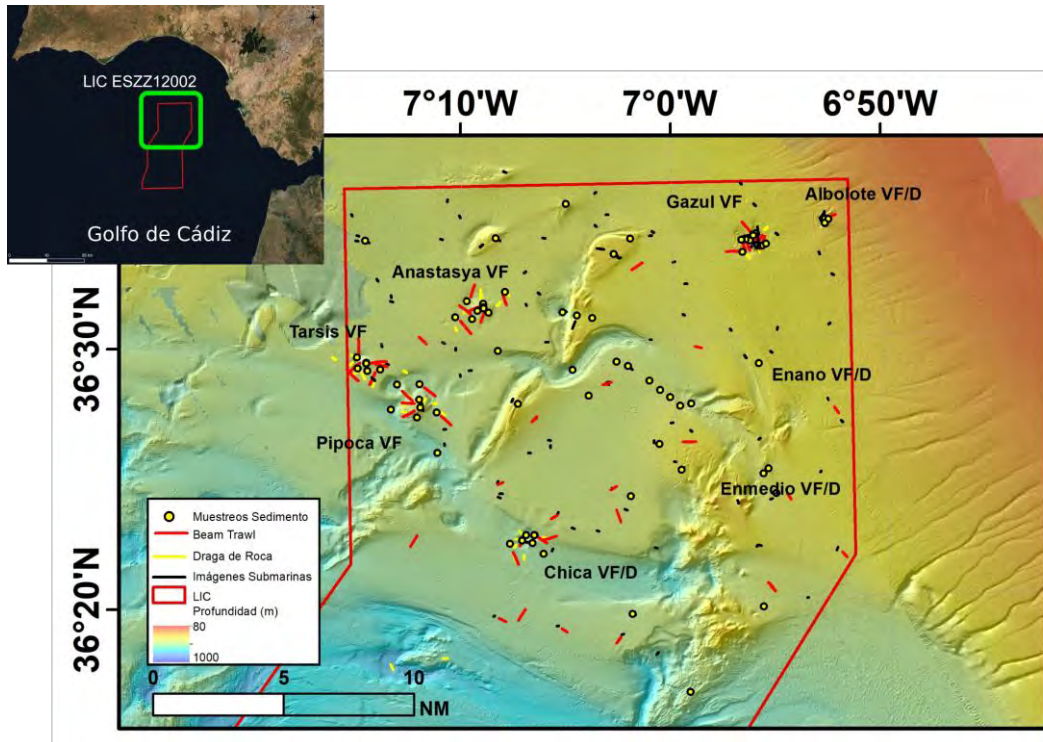 LIC ESZZ12002
Golfo de Cádiz
7°10'W 7°0'W 6°50'W
36°30'N
36°20'N
Albolote VF/D
Gazul VF
Anastasya VF
Tarsis VF
Enano VF/D
Pipoca VF
Enmedio VF/D
Chica VF/D
Muestreos Sedimento
Beam Trawl
Draga de Roca
Imágenes Submarinas
LIC
Profundidad (m)
80
-
1000
0 5 10
NM